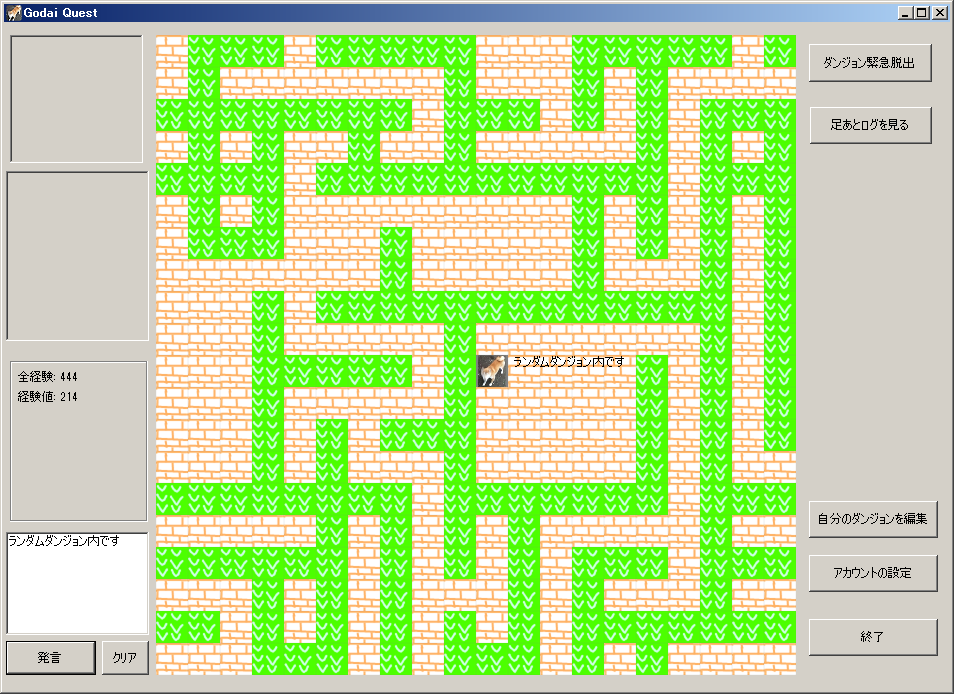 Godai Quest
ダンジョン緊急脱出
足あとログを見る
ランダムダンジョン内です
全経験: 444
経験値: 214
自分のダンジョンを編集
ランダムダンジョン内です
アカウントの設定
終了
発言
クリア